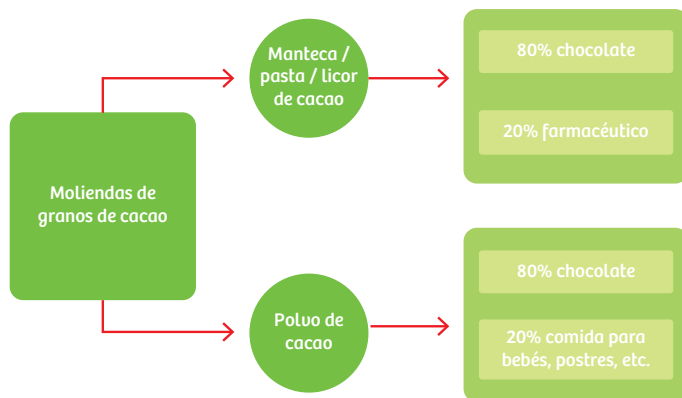 Manteca /
pasta / licor
de cacao
80% chocolate
20% farmacéutico
Moliendas de
granos de cacao
Polvo de
cacao
80% chocolate
20% comida para
bebés, postres, etc.